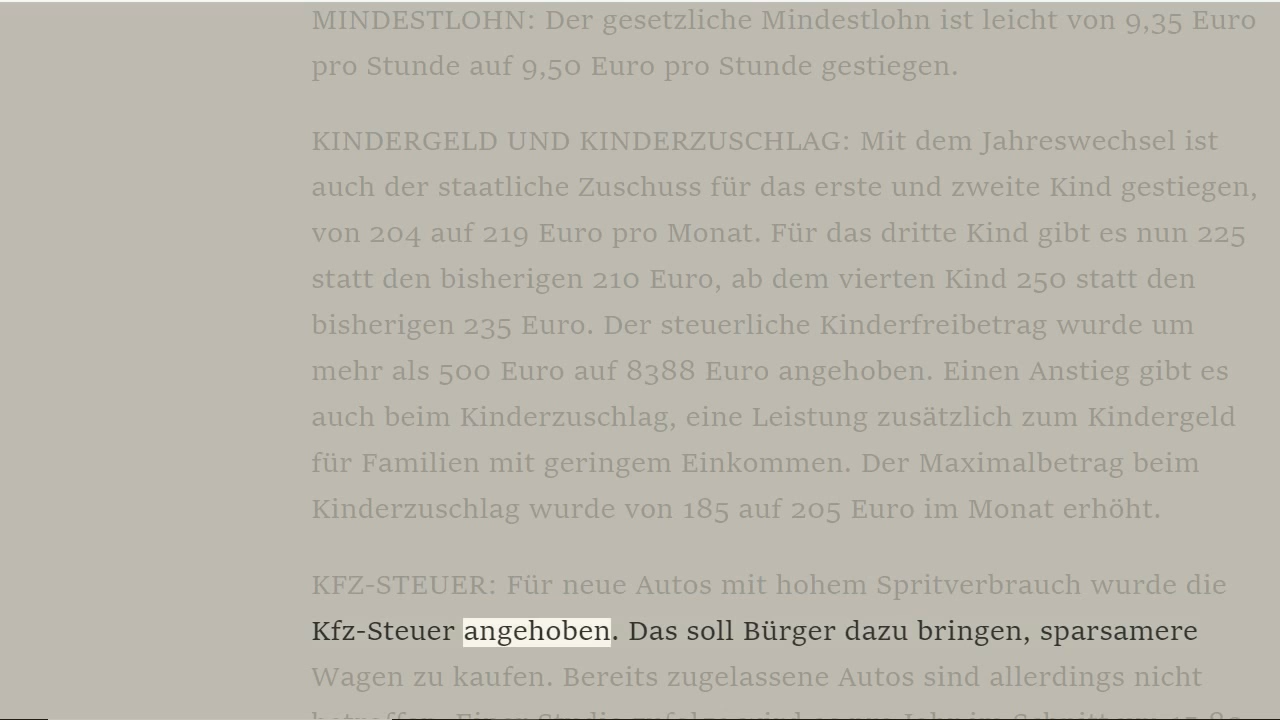 MINDESTLOHN: Der gesetzliche Mindestlohn ist leicht von 9,35 Euro
pro Stunde auf 9,50 Euro pro Stunde gestiegen.
KINDERGELD UND KINDERZUSCHLAG: Mit dem Jahreswechsel ist
auch der staatliche Zuschuss für das erste und zweite Kind gestiegen,
von 204 auf 219 Euro pro Monat. Für das dritte Kind gibt es nun 225
statt den bisherigen 210 Euro, ab dem vierten Kind 250 statt den
bisherigen 235 Euro. Der steuerliche Kinderfreibetrag wurde um
mehr als 500 Euro auf 8388 Euro angehoben. Einen Anstieg gibt es
auch beim Kinderzuschlag, eine Leistung zusätzlich zum Kindergeld
für Familien mit geringem Einkommen. Der Maximalbetrag beim
Kinderzuschlag wurde von 185 auf 205 Euro im Monat erhöht.
KFZ-STEUER: Für neue Autos mit hohem Spritverbrauch wurde die
Kfz-Steuer angehoben. Das soll Bürger dazu bringen, sparsamere
Wagen zu kaufen. Bereits zugelassene Autos sind allerdings nicht